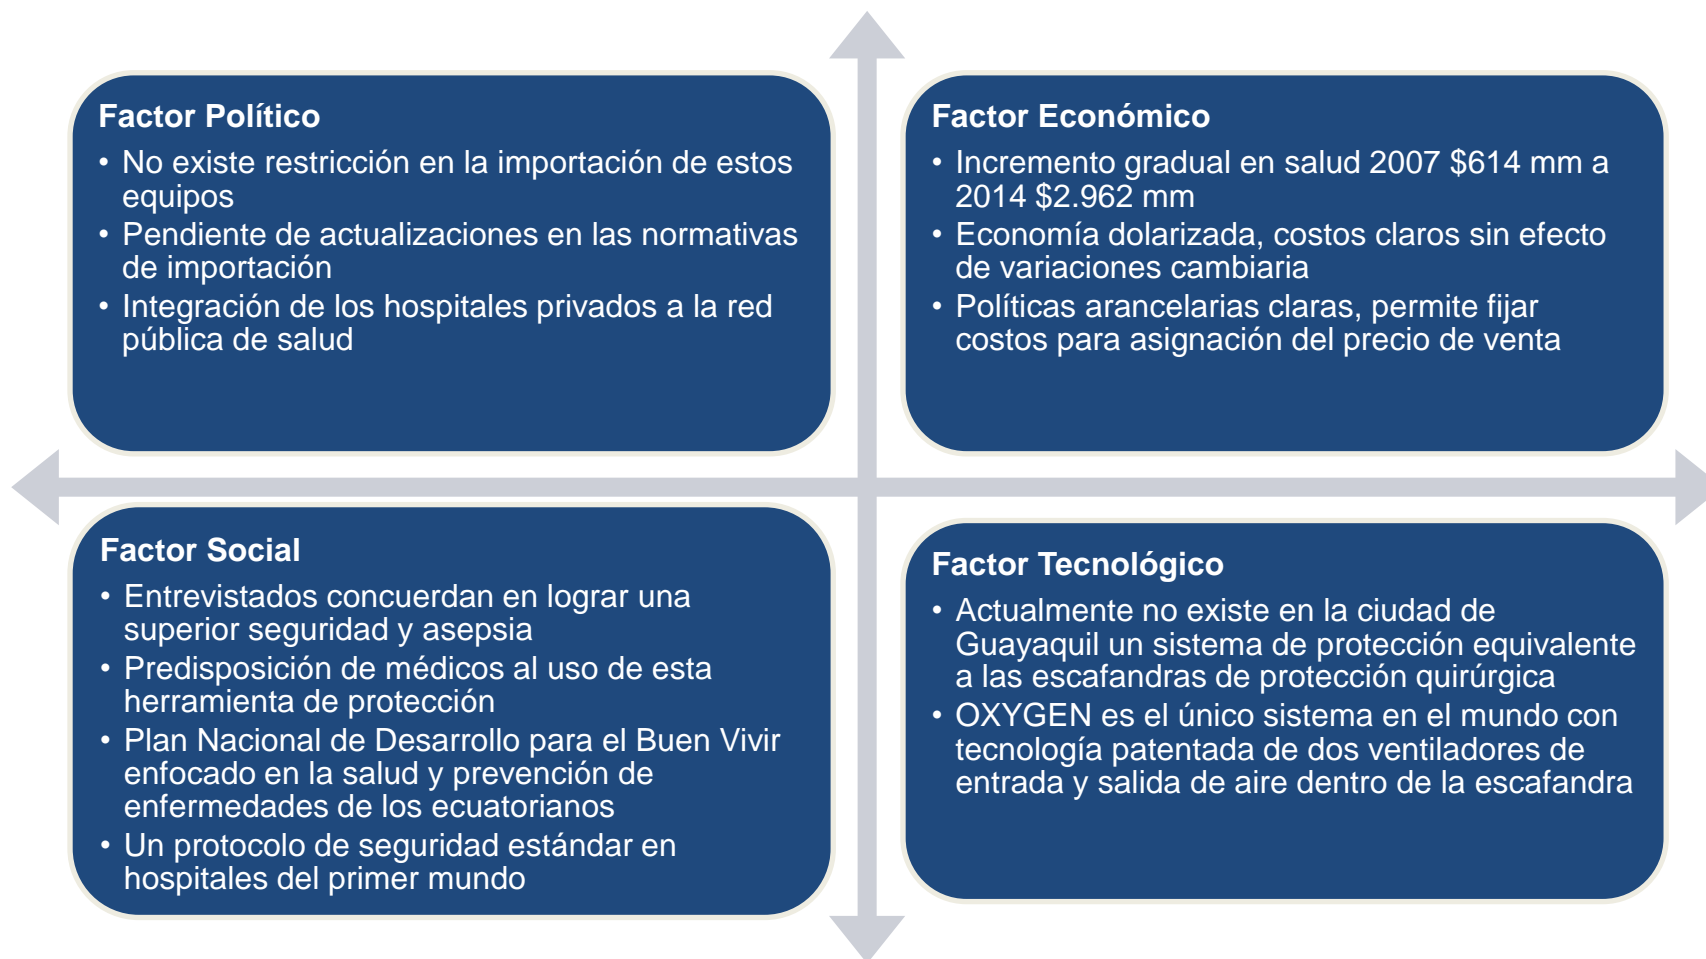 Factor Político
• No existe restricción en la importación de estos
equipos
• Pendiente de actualizaciones en las normativas
de importación
• Integración de los hospitales privados a la red
pública de salud
Factor Económico
• Incremento gradual en salud 2007 $614 mm a
2014 $2.962 mm
• Economía dolarizada, costos claros sin efecto
de variaciones cambiaria
• Políticas arancelarias claras, permite fijar
costos para asignación del precio de venta
Factor Social
• Entrevistados concuerdan en lograr una
superior seguridad y asepsia
• Predisposición de médicos al uso de esta
herramienta de protección
• Plan Nacional de Desarrollo para el Buen Vivir
enfocado en la salud y prevención de
enfermedades de los ecuatorianos
• Un protocolo de seguridad estándar en
hospitales del primer mundo
Factor Tecnológico
• Actualmente no existe en la ciudad de
Guayaquil un sistema de protección equivalente
a las escafandras de protección quirúrgica
• OXYGEN es el único sistema en el mundo con
tecnología patentada de dos ventiladores de
entrada y salida de aire dentro de la escafandra